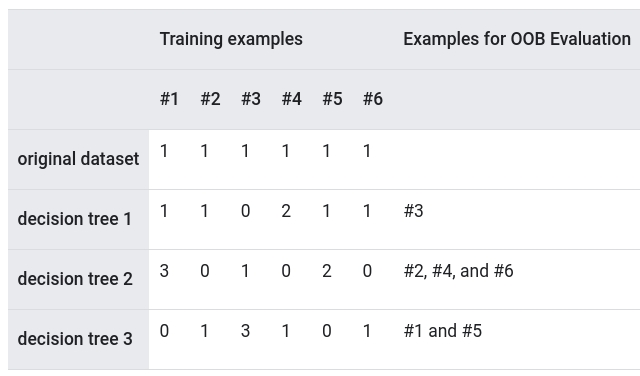 Training examples Examples for OOB Evaluation
#1 #2 #3 #4 #5 #6
original dataset 1 1 1 1 1 1
decision tree 1 1 1 0 2 1 1 #3
decision tree 2 3 0 1 0 2 0 #2, #4, and #6
decision tree 3 0 1 3 1 0 1 #1 and #5